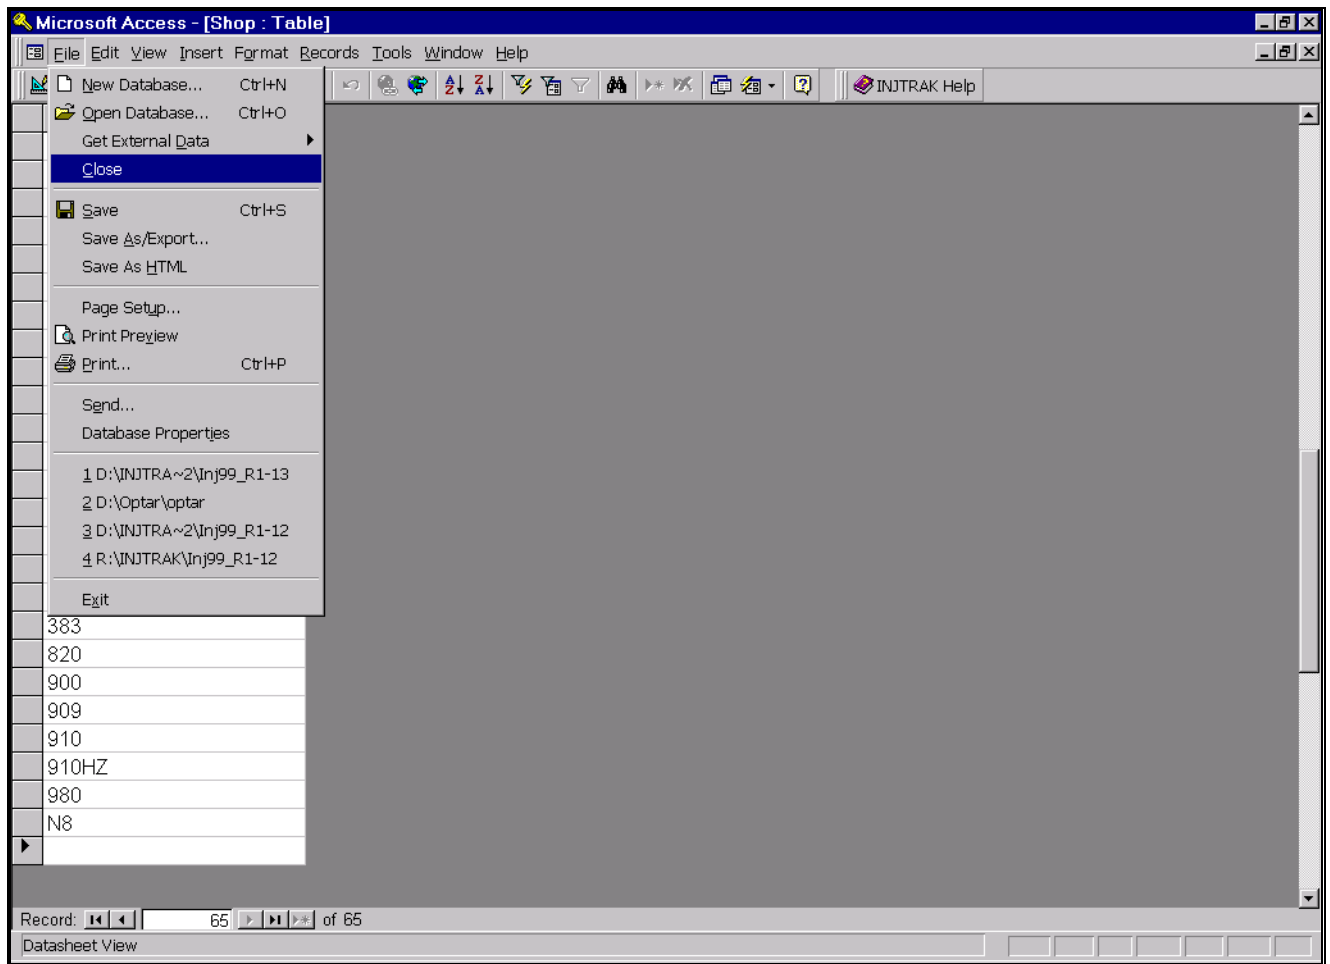 Microsoft Access - [Shop : Table]
File Edit View Insert Format Records Tools Window Help
INJTRAK Help
New Database... Ctrl+N
Open Database... Ctrl+O
Get External Data
Close
Save Ctrl+S
Save As/Export...
Save As HTML
Page Setup...
Print Preview
Print... Ctrl+P
Send...
Database Properties
1 D:\INJTRA~2\Inj99_R1-13
2 D:\Optar\optar
3 D:\INJTRA~2\Inj99_R1-12
4 R:\INJTRAK\Inj99_R1-12
Exit
383
820
900
909
910
910HZ
980
N8
Record: 65 of 65
Datasheet View